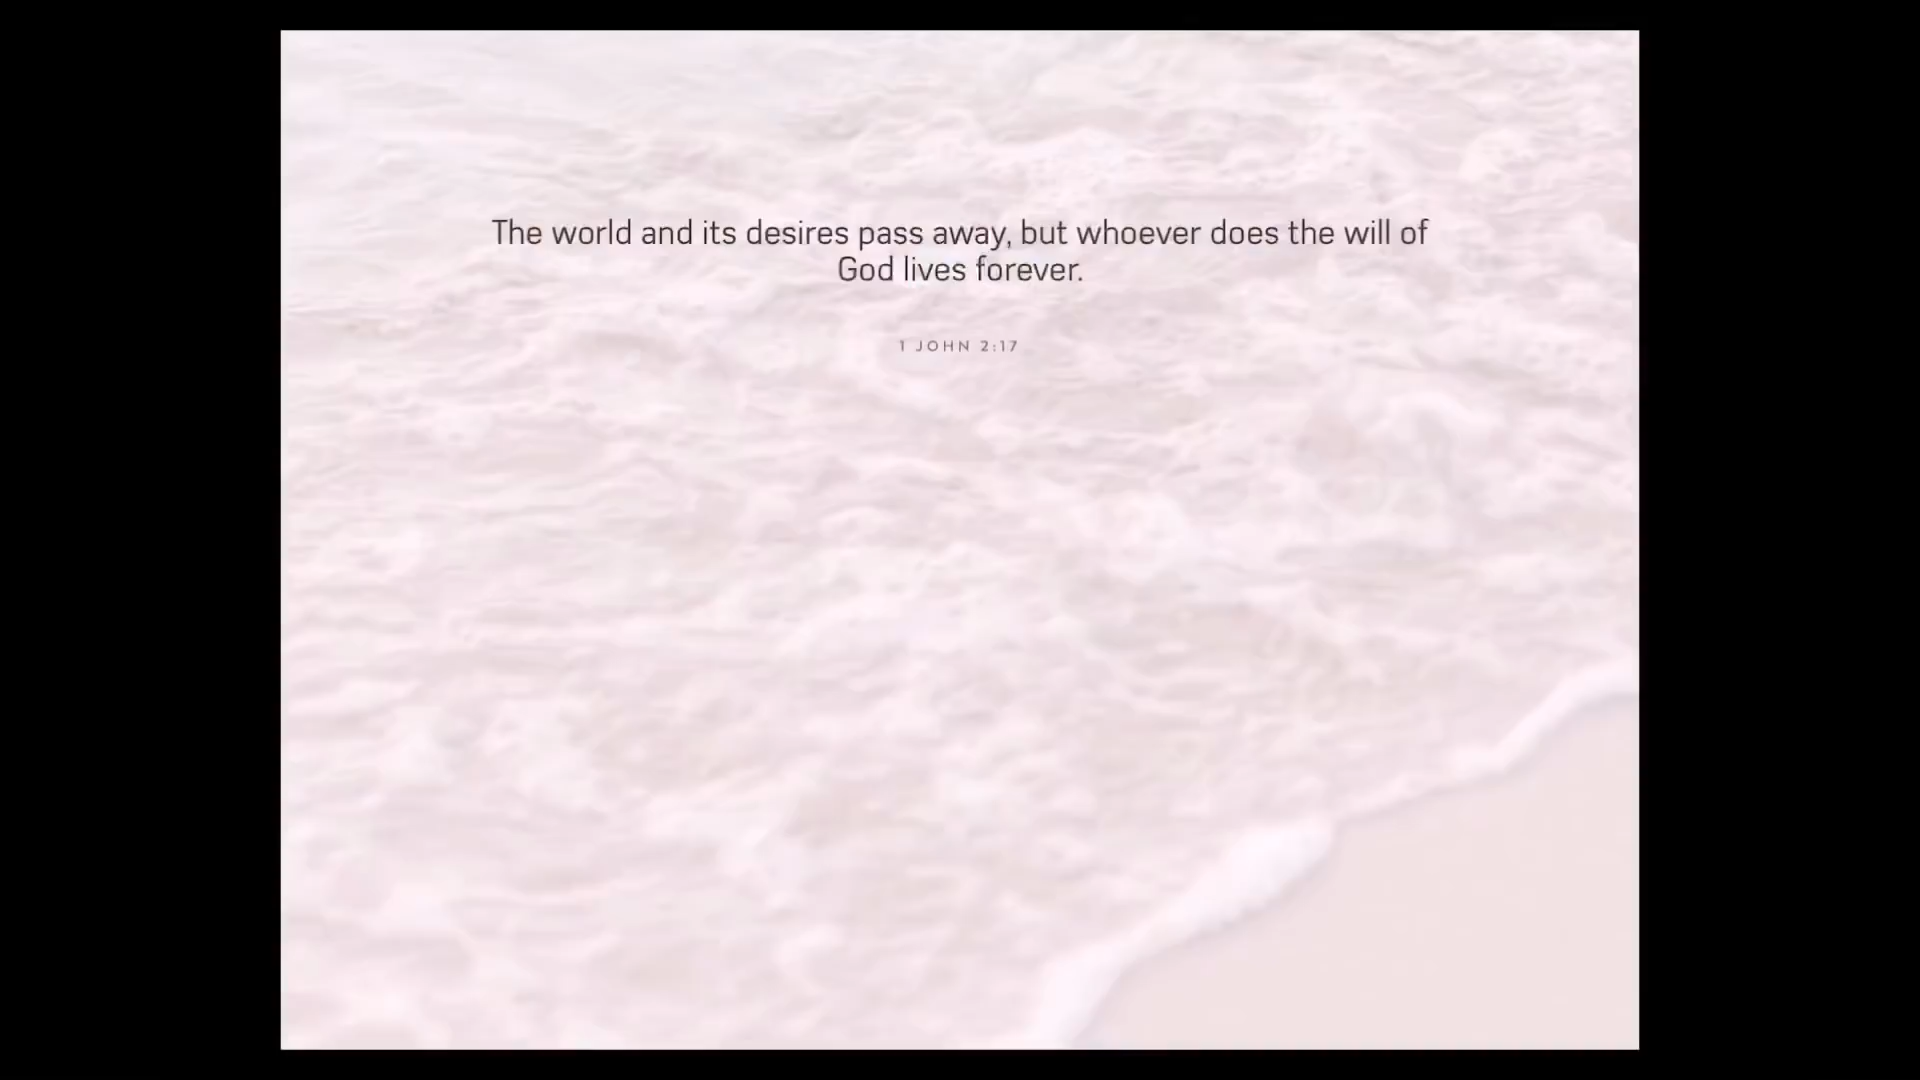 The world and its desires pass away, but whoever does the will of
God lives forever.
1 JOHN 2:17